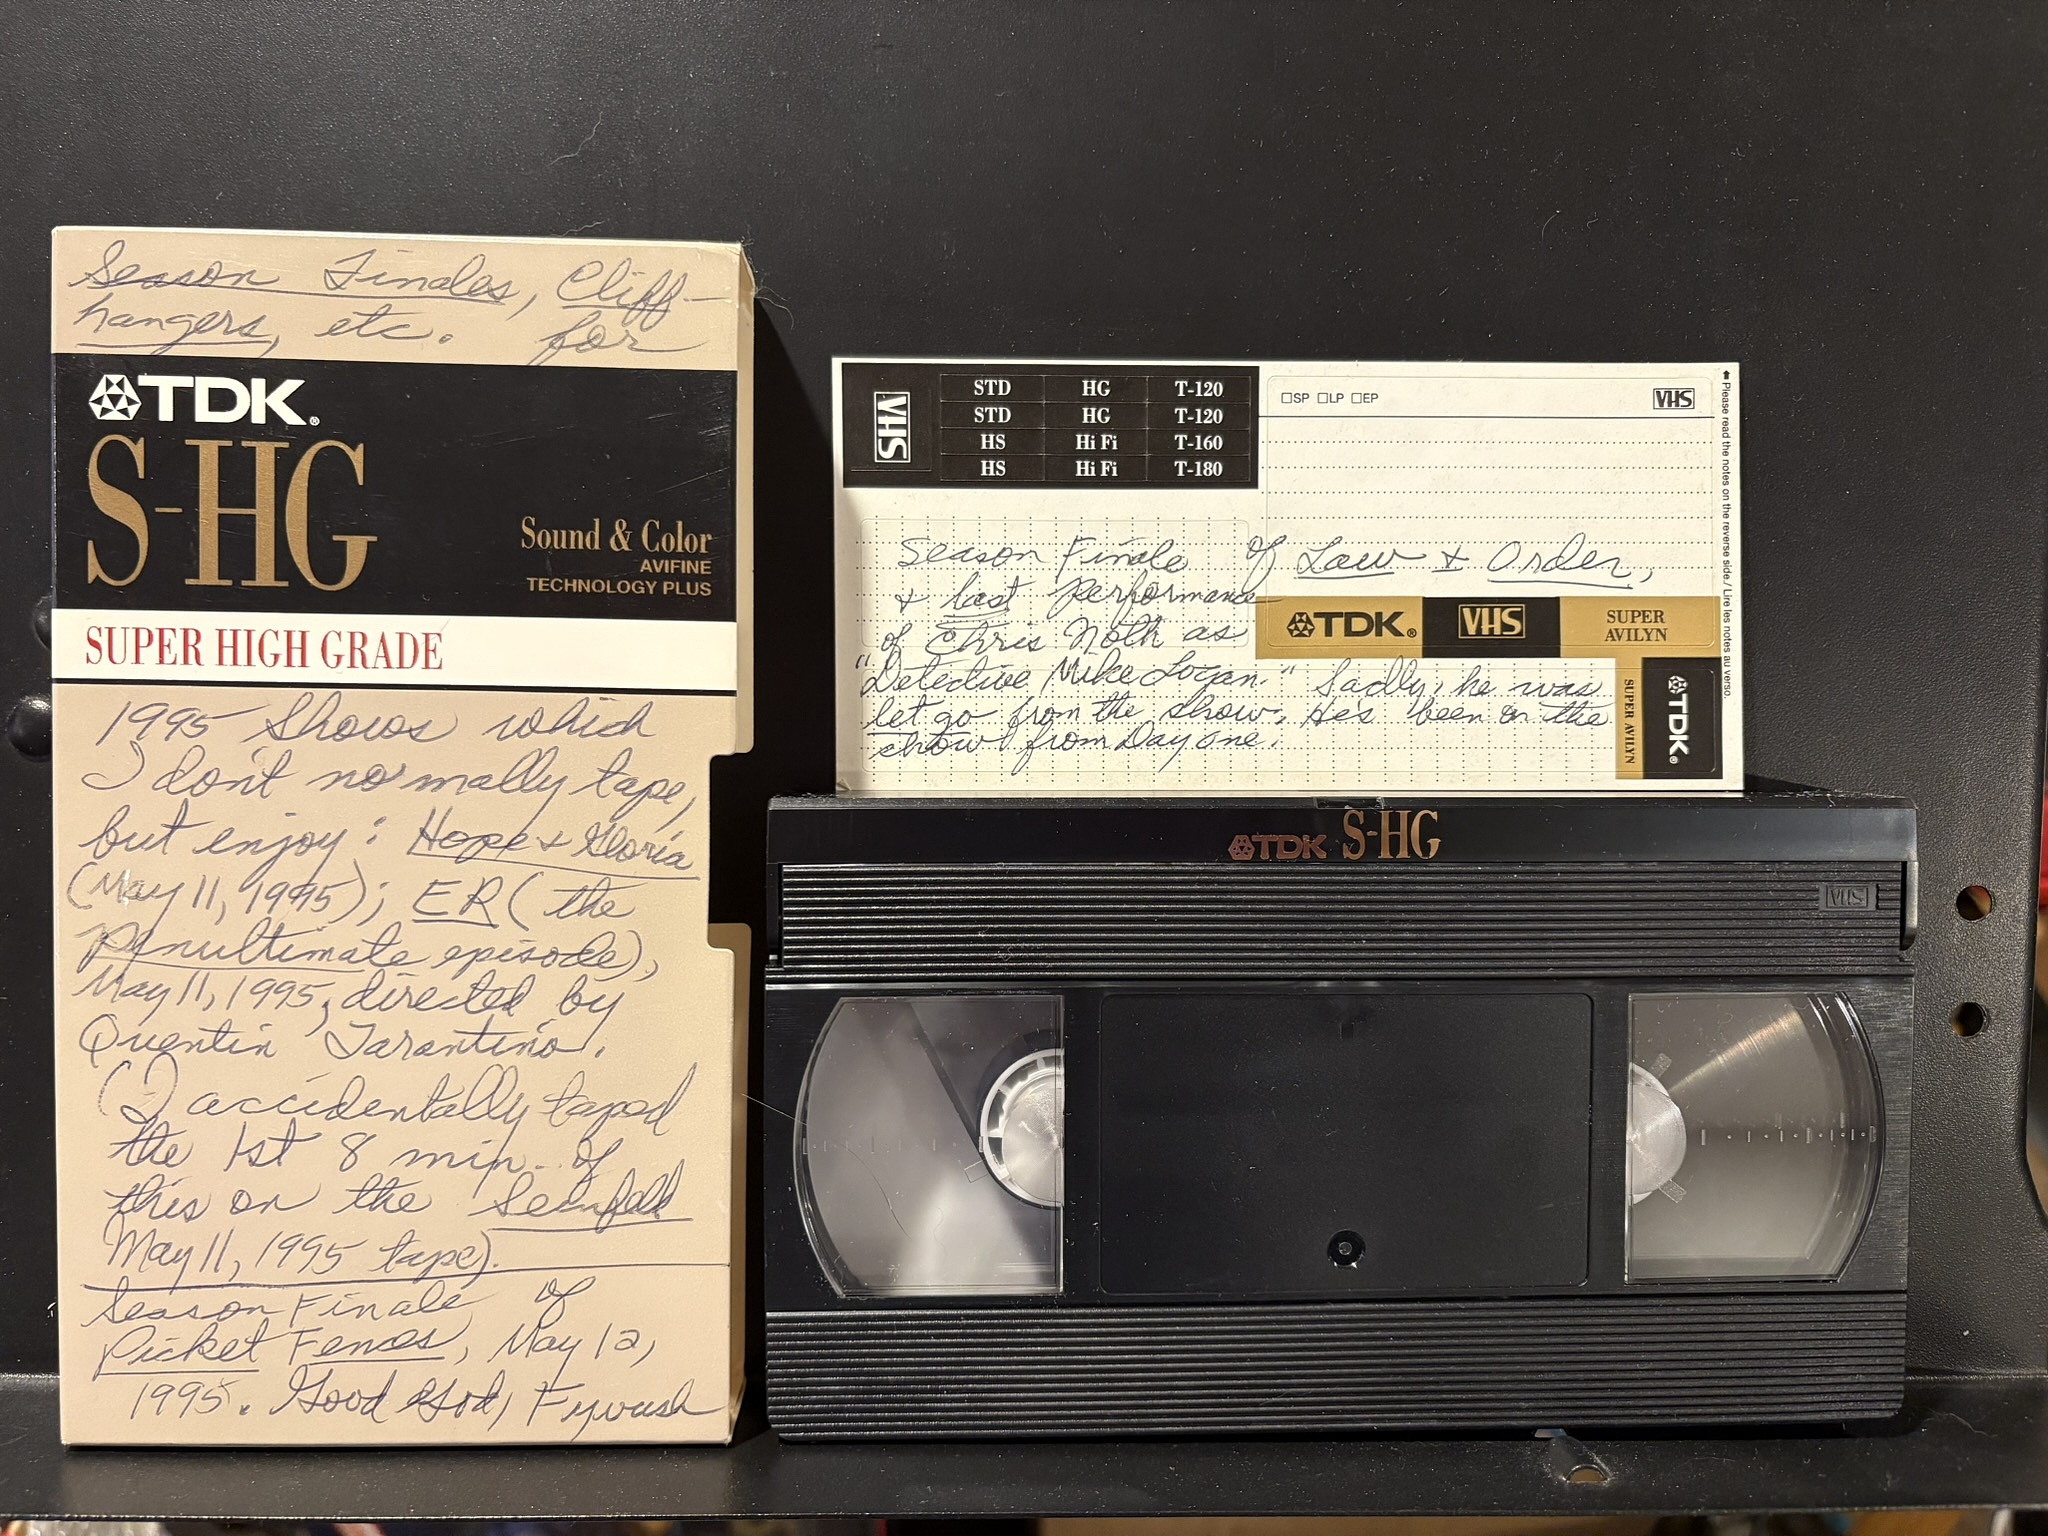 Season Finales, Cliff-
hangers, etc. for
TDK®
S-HG
Sound & Color
AVIFINE
TECHNOLOGY PLUS
SUPER HIGH GRADE
1995 Shows which
I don't normally tape,
but enjoy: Hope & Gloria
(May 11, 1995); ER (the
Penultimate episode),
May 11, 1995, directed by
Quentin Tarantino.
(I accidentally taped
the 1st 8 min. of
this on the Seinfeld
May 11, 1995 tape).
Season Finale of
Picket Fences, May 12,
1995. Good God, Fyvush
VHS
STD HG T-120
STD HG T-120
HS Hi Fi T-160
HS Hi Fi T-180
□SP □LP □EP
VHS
Please read the notes on the reverse side./Lire les notes au verso.
Season Finale of Law & Order,
& last performance
of Chris Noth as
"Detective Mike Logan." Sadly, he was
let go from the show. He's been on the
show from Day one.
TDK® VHS SUPER
AVILYN
SUPER AVILYN
TDK®
TDK S-HG
VHS